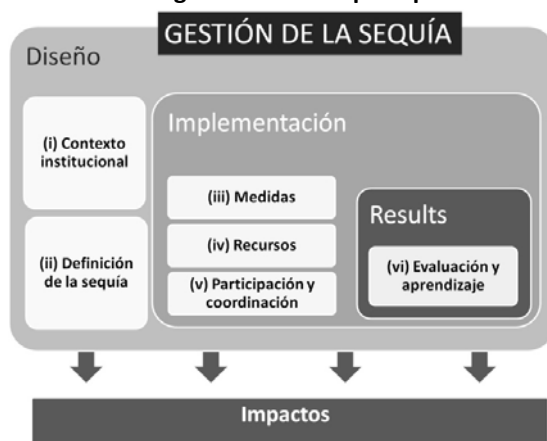 GESTIÓN DE LA SEQUÍA
Diseño
(i) Contexto
institucional
(ii) Definición
de la sequía
Implementación
(iii) Medidas
(iv) Recursos
(v) Participación y
coordinación
Results
(vi) Evaluación y
aprendizaje
Impactos